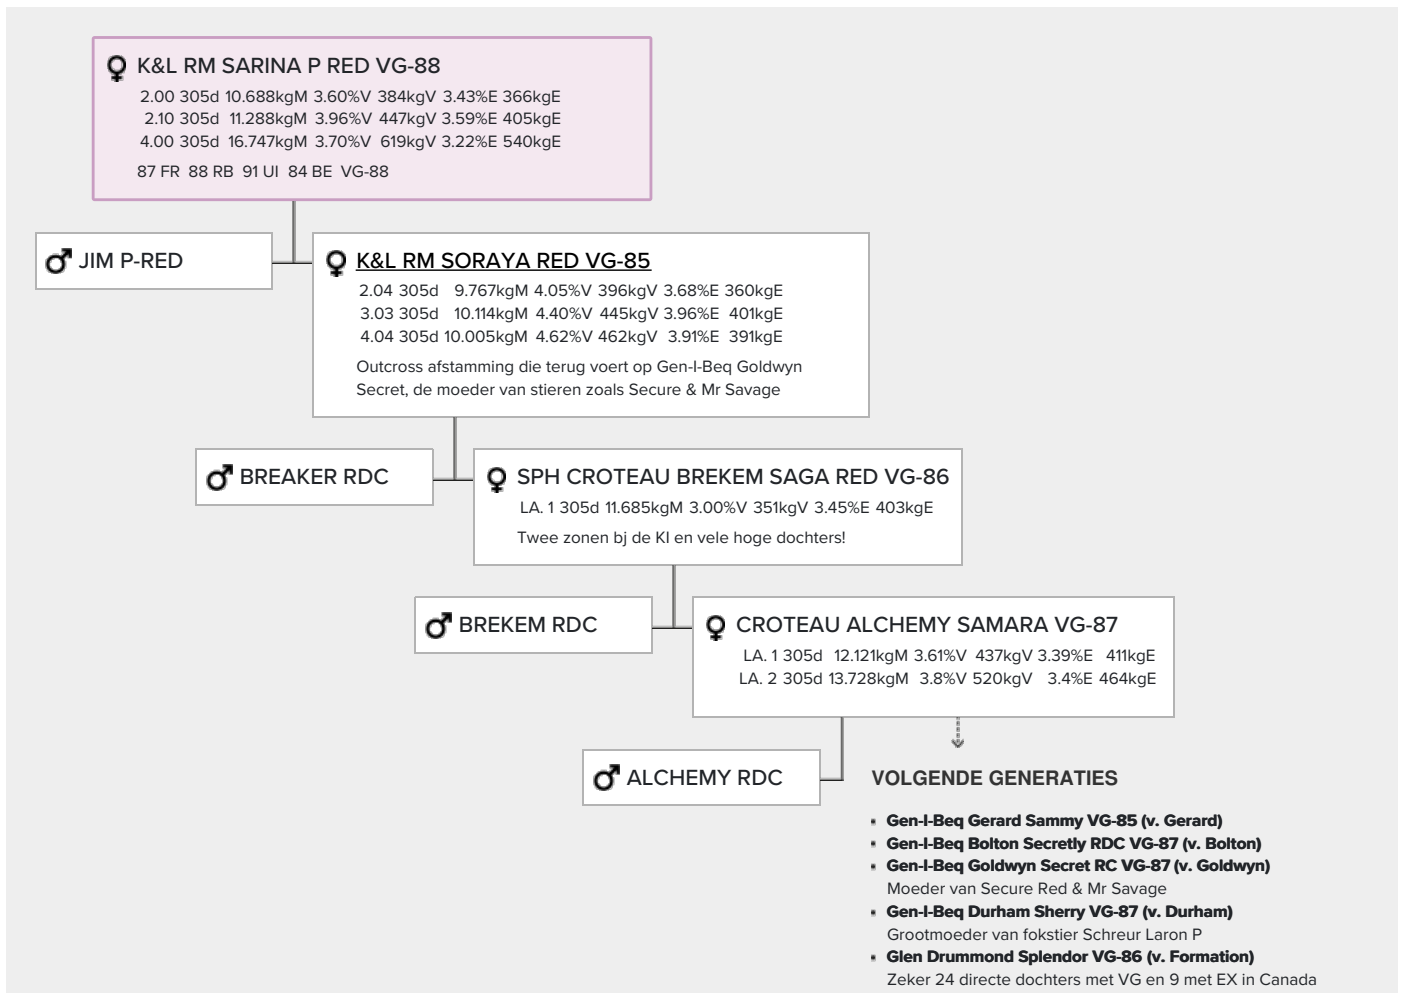 K&L RM SARINA P RED VG-88
2.00 305d 10.688kgM 3.60%V 384kgV 3.43%E 366kgE
2.10 305d 11.288kgM 3.96%V 447kgV 3.59%E 405kgE
4.00 305d 16.747kgM 3.70%V 619kgV 3.22%E 540kgE
87 FR 88 RB 91 UI 84 BE VG-88
JIM P-RED
K&L RM SORAYA RED VG-85
2.04 305d 9.767kgM 4.05%V 396kgV 3.68%E 360kgE
3.03 305d 10.114kgM 4.40%V 445kgV 3.96%E 401kgE
4.04 305d 10.005kgM 4.62%V 462kgV 3.91%E 391kgE
Outcross afstamming die terug voert op Gen-I-Beq Goldwyn
Secret, de moeder van stieren zoals Secure & Mr Savage
BREAKER RDC
SPH CROTEAU BREKEM SAGA RED VG-86
LA. 1 305d 11.685kgM 3.00%V 351kgV 3.45%E 403kgE
Twee zonen bj de KI en vele hoge dochters!
BREKEM RDC
CROTEAU ALCHEMY SAMARA VG-87
LA. 1 305d 12.121kgM 3.61%V 437kgV 3.39%E 411kgE
LA. 2 305d 13.728kgM 3.8%V 520kgV 3.4%E 464kgE
ALCHEMY RDC
VOLGENDE GENERATIES
Gen-I-Beq Gerard Sammy VG-85 (v. Gerard)
Gen-I-Beq Bolton Secretly RDC VG-87 (v. Bolton)
Gen-I-Beq Goldwyn Secret RC VG-87 (v. Goldwyn)
Moeder van Secure Red & Mr Savage
Gen-I-Beq Durham Sherry VG-87 (v. Durham)
Grootmoeder van fokstier Schreur Laron P
Glen Drummond Splendor VG-86 (v. Formation)
Zeker 24 directe dochters met VG en 9 met EX in Canada